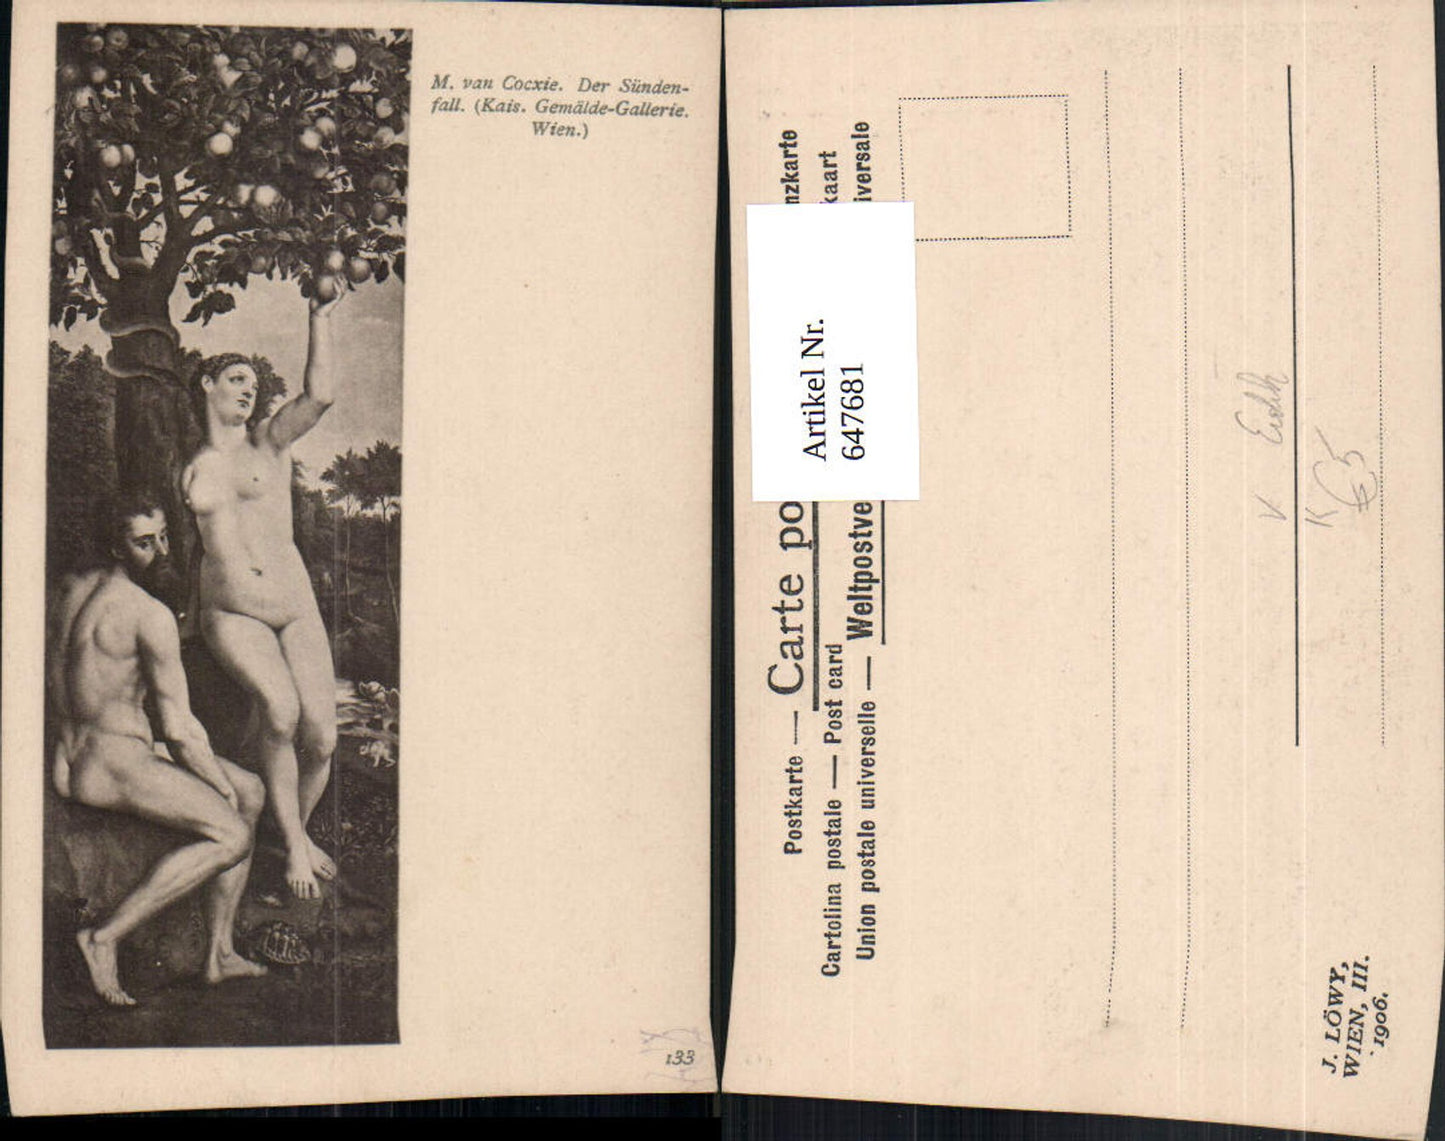 M. van Cocxie. Der Sünden-
fall. (Kais. Gemälde-Gallerie.
Wien.)
133
Postkarte — Carte po
nzkarte
Cartolina postale — Post card
kaart
Union postale universelle — Weltpostve
iversale
Artikel Nr.
647681
J. LÖWY,
WIEN, III.
1906.